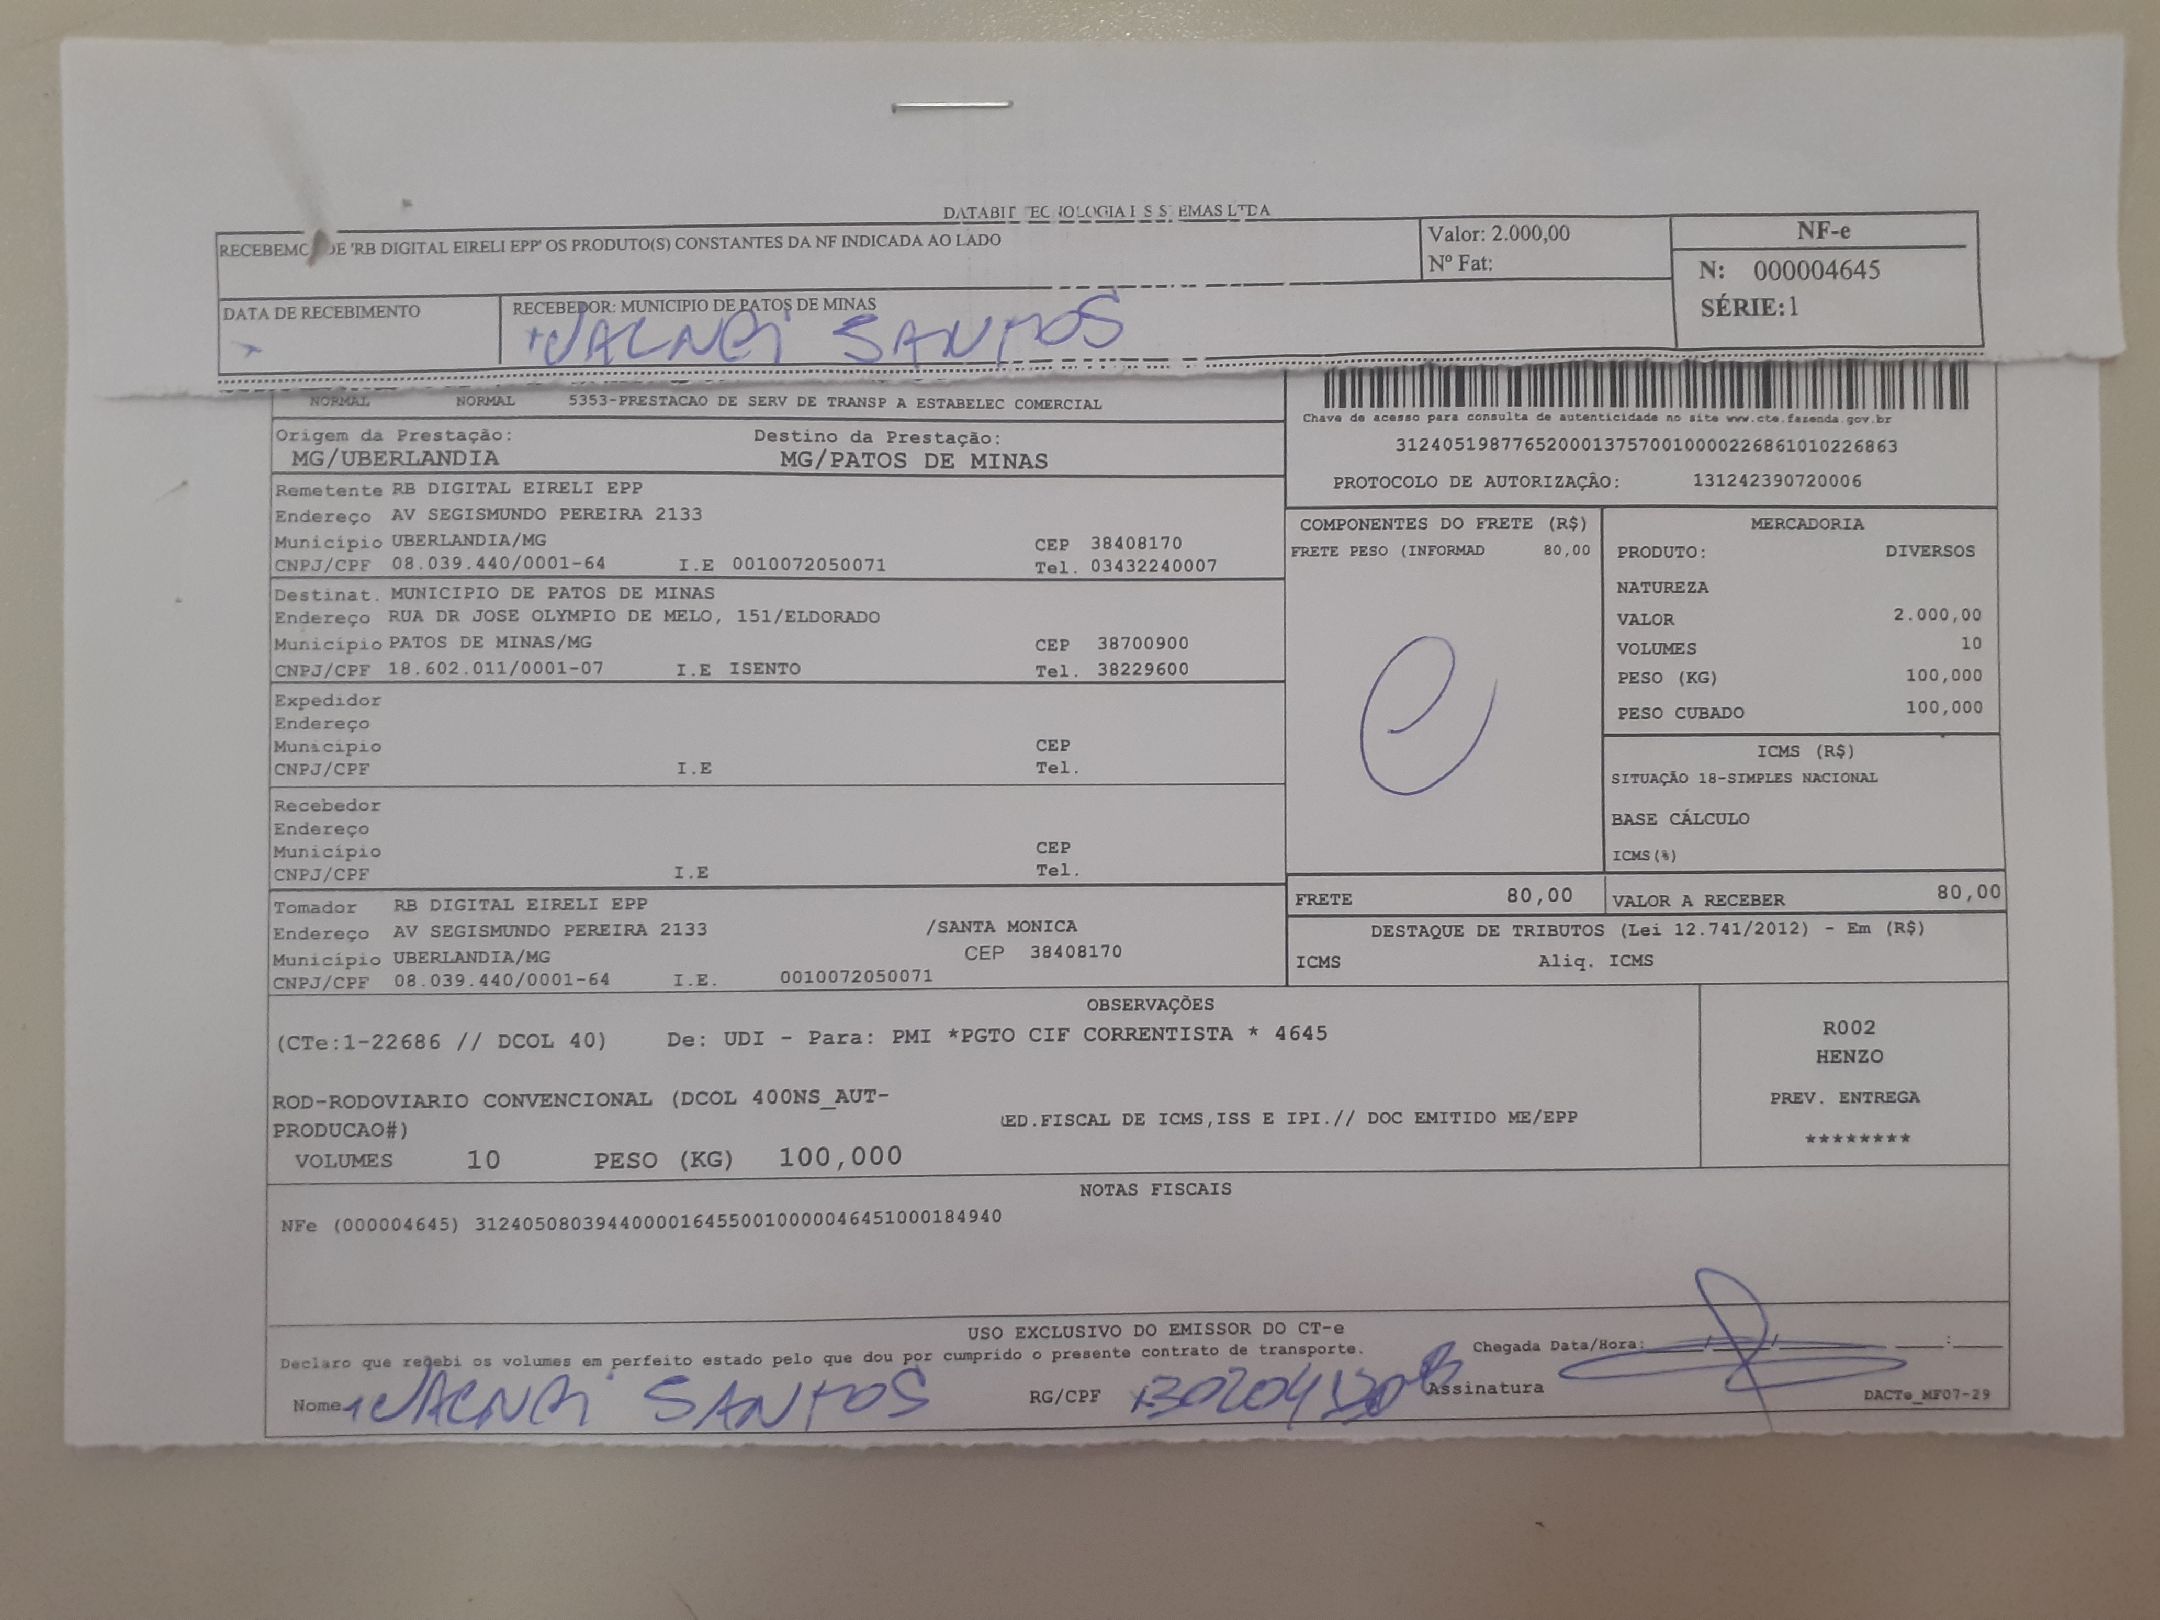 DATABIT TECNOLOGIA E SISTEMAS LTDA
RECEBEMOS DE 'RB DIGITAL EIRELI EPP' OS PRODUTO(S) CONSTANTES DA NF INDICADA AO LADO
Valor: 2.000,00
Nº Fat:
NF-e
N: 000004645
SÉRIE:1
DATA DE RECEBIMENTO
RECEBEDOR: MUNICIPIO DE PATOS DE MINAS
SANTOS
NORMAL NORMAL 5353-PRESTACAO DE SERV DE TRANSP A ESTABELEC COMERCIAL
Chave de acesso para consulta de autenticidade no site www.cte.fazenda.gov.br
31240519877652000137570010000226861010226863
PROTOCOLO DE AUTORIZAÇÃO: 131242390720006
Origem da Prestação: Destino da Prestação:
MG/UBERLANDIA MG/PATOS DE MINAS
Remetente RB DIGITAL EIRELI EPP
Endereço AV SEGISMUNDO PEREIRA 2133
Município UBERLANDIA/MG CEP 38408170
CNPJ/CPF 08.039.440/0001-64 I.E 0010072050071 Tel. 03432240007
Destinat. MUNICIPIO DE PATOS DE MINAS
Endereço RUA DR JOSE OLYMPIO DE MELO, 151/ELDORADO
Município PATOS DE MINAS/MG CEP 38700900
CNPJ/CPF 18.602.011/0001-07 I.E ISENTO Tel. 38229600
Expedidor
Endereço
Município CEP
CNPJ/CPF I.E Tel.
Recebedor
Endereço
Município CEP
CNPJ/CPF I.E Tel.
Tomador RB DIGITAL EIRELI EPP
Endereço AV SEGISMUNDO PEREIRA 2133 /SANTA MONICA
Município UBERLANDIA/MG CEP 38408170
CNPJ/CPF 08.039.440/0001-64 I.E. 0010072050071
COMPONENTES DO FRETE (R$)
FRETE PESO (INFORMAD 80,00
MERCADORIA
PRODUTO: DIVERSOS
NATUREZA
VALOR 2.000,00
VOLUMES 10
PESO (KG) 100,000
PESO CUBADO 100,000
ICMS (R$)
SITUAÇÃO 18-SIMPLES NACIONAL
BASE CÁLCULO
ICMS(%)
FRETE 80,00 VALOR A RECEBER 80,00
DESTAQUE DE TRIBUTOS (Lei 12.741/2012) - Em (R$)
ICMS Aliq. ICMS
OBSERVAÇÕES
(CTe:1-22686 // DCOL 40) De: UDI - Para: PMI *PGTO CIF CORRENTISTA * 4645
ROD-RODOVIARIO CONVENCIONAL (DCOL 400NS_AUT-
PRODUCAO#)
ED.FISCAL DE ICMS,ISS E IPI.// DOC EMITIDO ME/EPP
VOLUMES 10 PESO (KG) 100,000
R002
HENZO
PREV. ENTREGA
********
NOTAS FISCAIS
NFe (000004645) 31240508039440000164550010000046451000184940
USO EXCLUSIVO DO EMISSOR DO CT-e
Declaro que recebi os volumes em perfeito estado pelo que dou por cumprido o presente contrato de transporte.
Chegada Data/Hora: __/__/____ __:__
Nome SANTOS RG/CPF Assinatura
DACTe_MF07-29